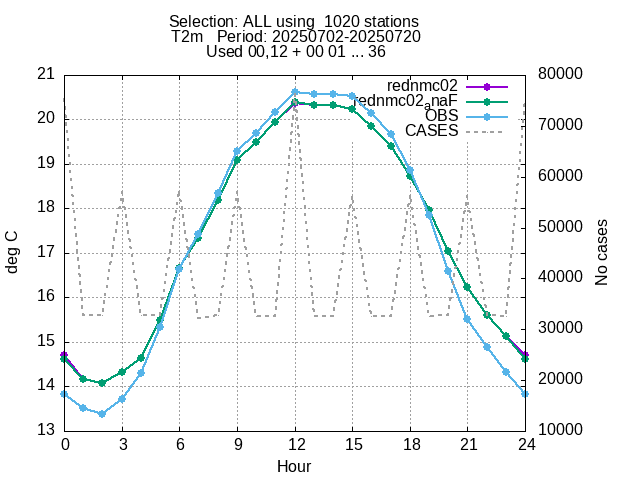 Selection: ALL using  1020 stations
T2m   Period: 20250702-20250720
Used 00,12 + 00 01 ... 36
21
20
19
18
17
16
15
14
13
80000
70000
60000
50000
40000
30000
20000
10000
rednmc02
rednmc02anaF
OBS
CASES
deg C
No cases
0
3
6
9
12
15
18
21
24
Hour